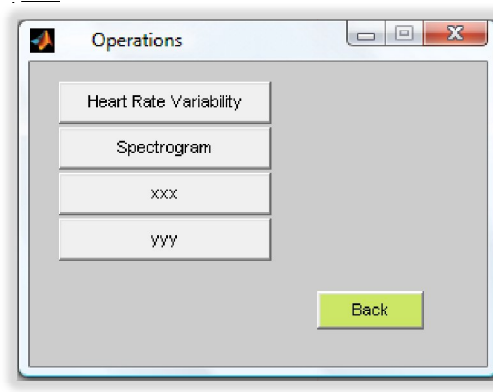 Operations
Heart Rate Variability
Spectrogram
xxx
yyy
Back